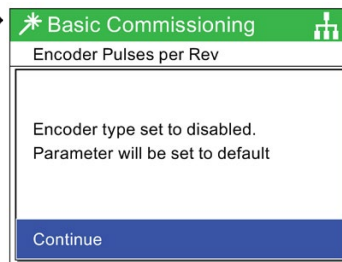 Basic Commissioning
Encoder Pulses per Rev
Encoder type set to disabled.
Parameter will be set to default
Continue